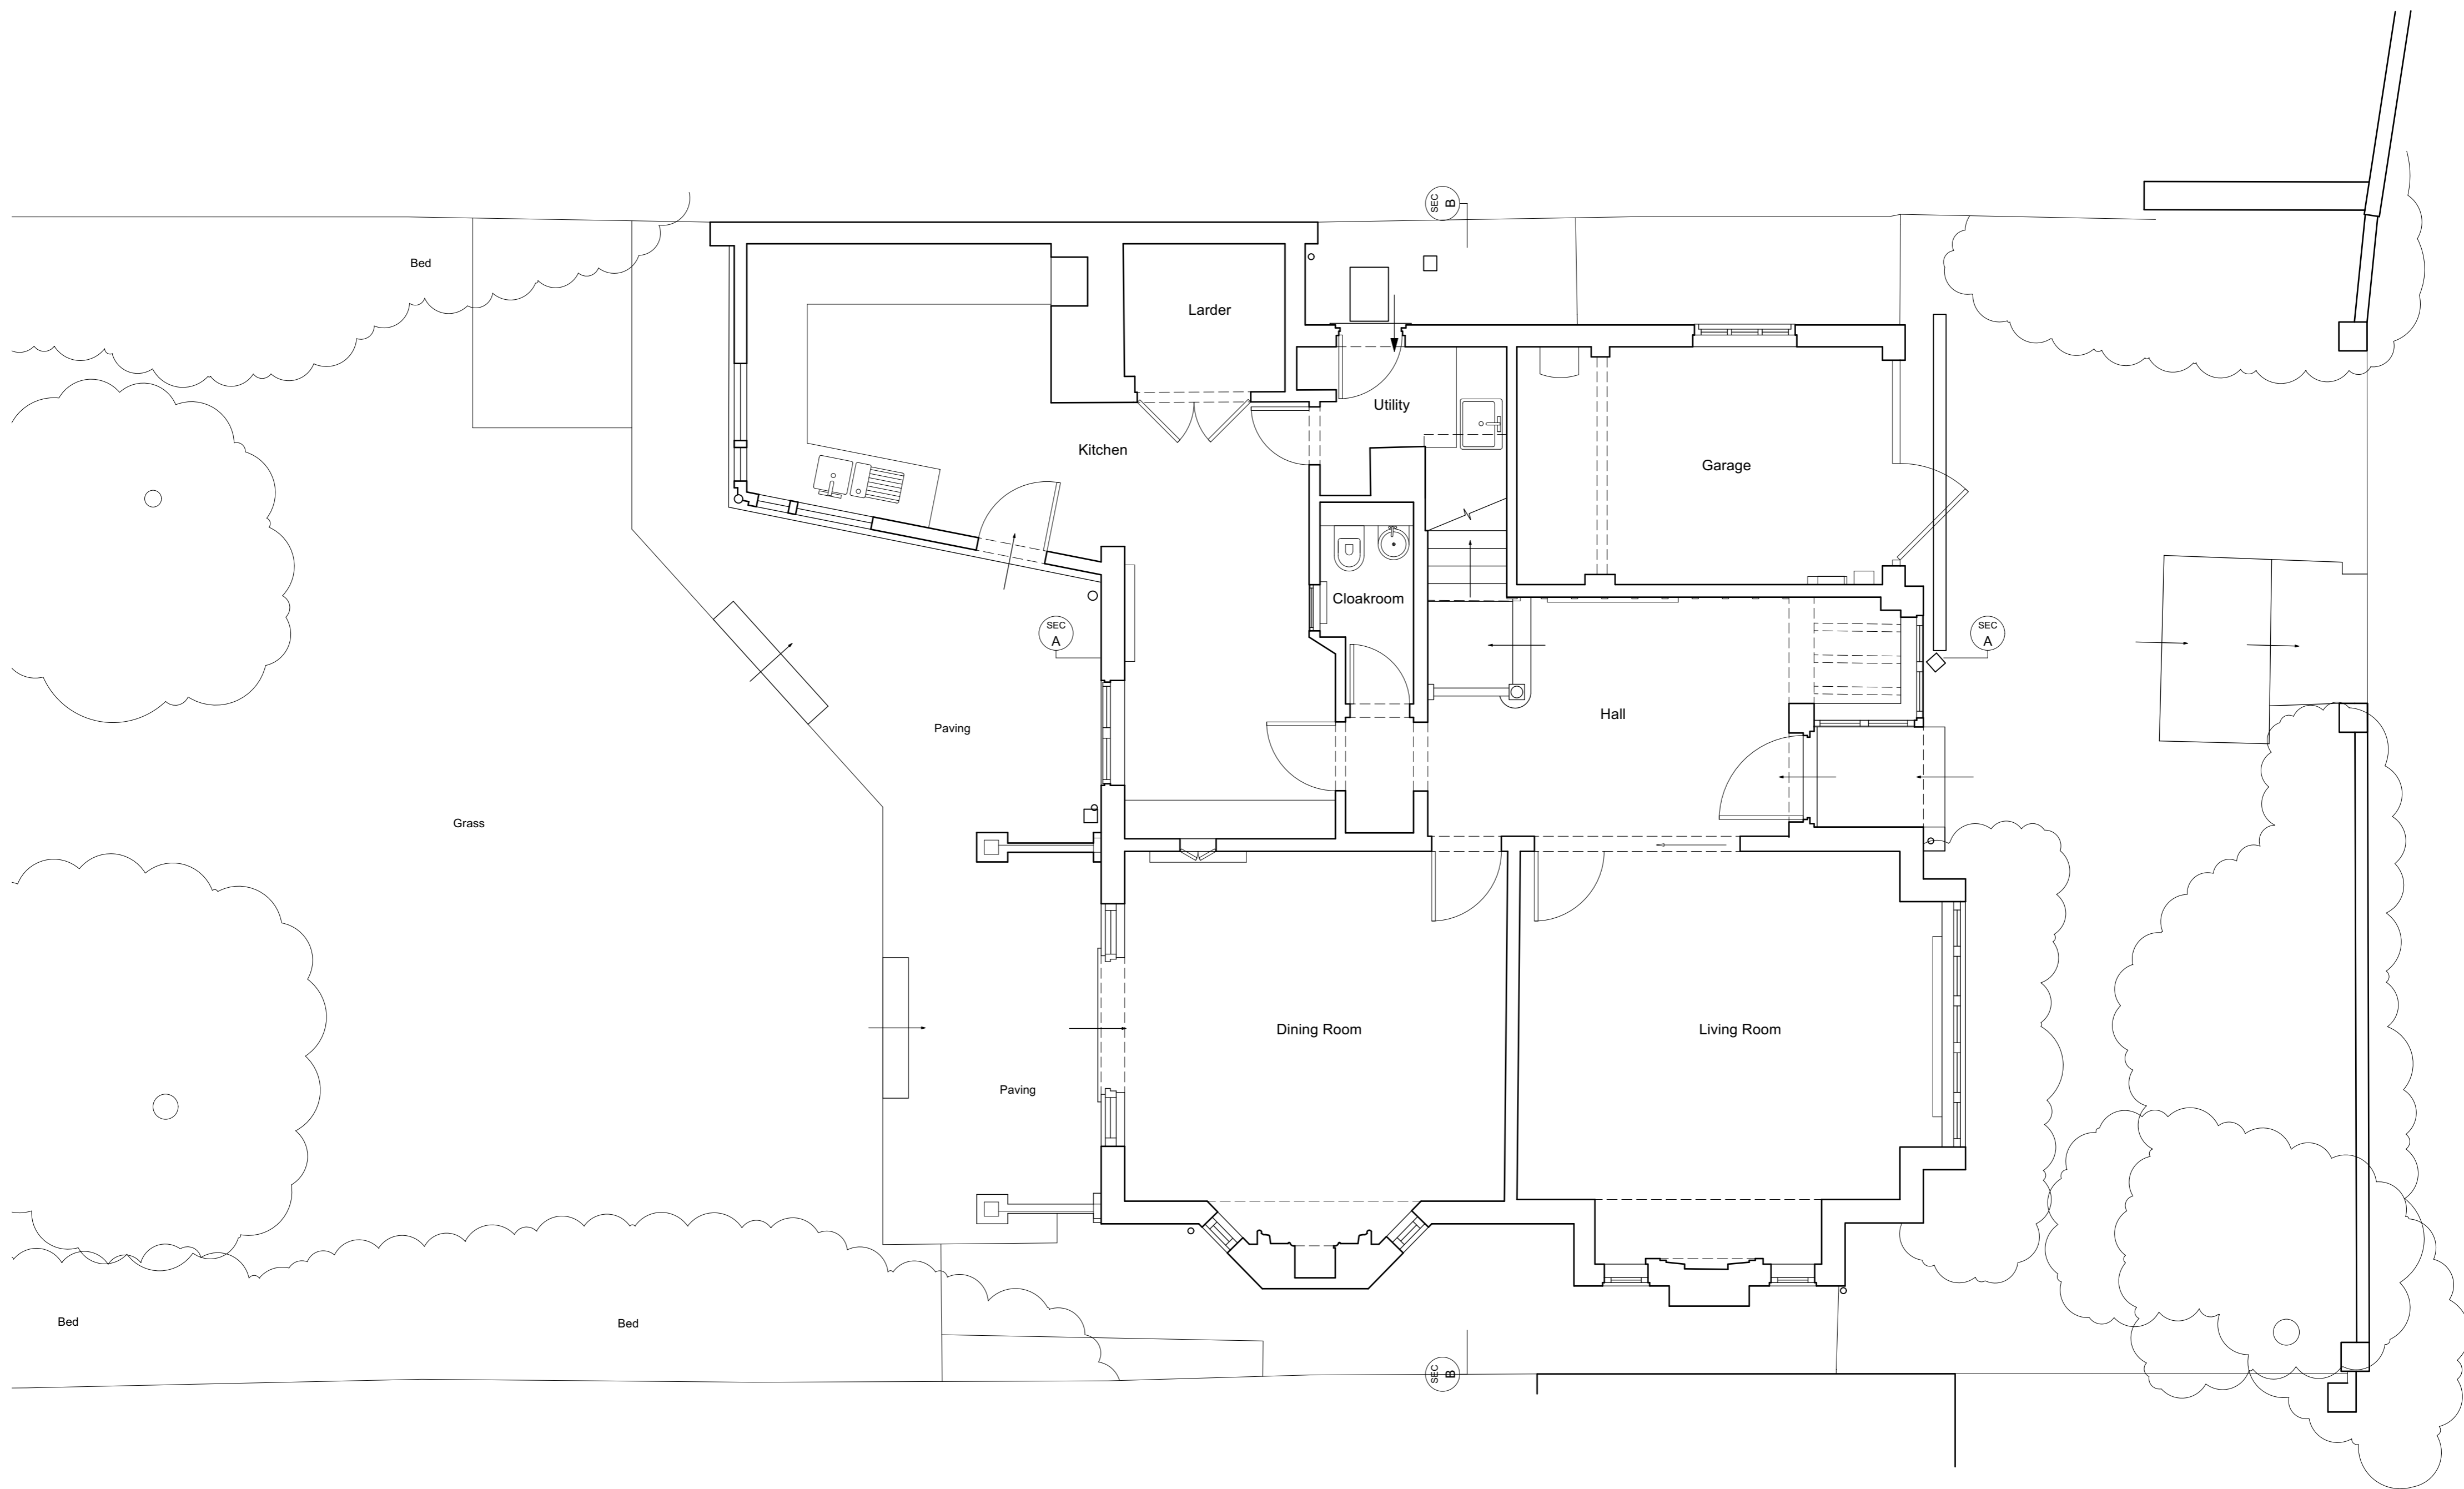 SEC
B
Bed
Larder
Utility
Kitchen
Garage
Cloakroom
SEC
A
SEC
A
Hall
Paving
Grass
Dining Room
Living Room
Paving
Bed
Bed
SEC
B